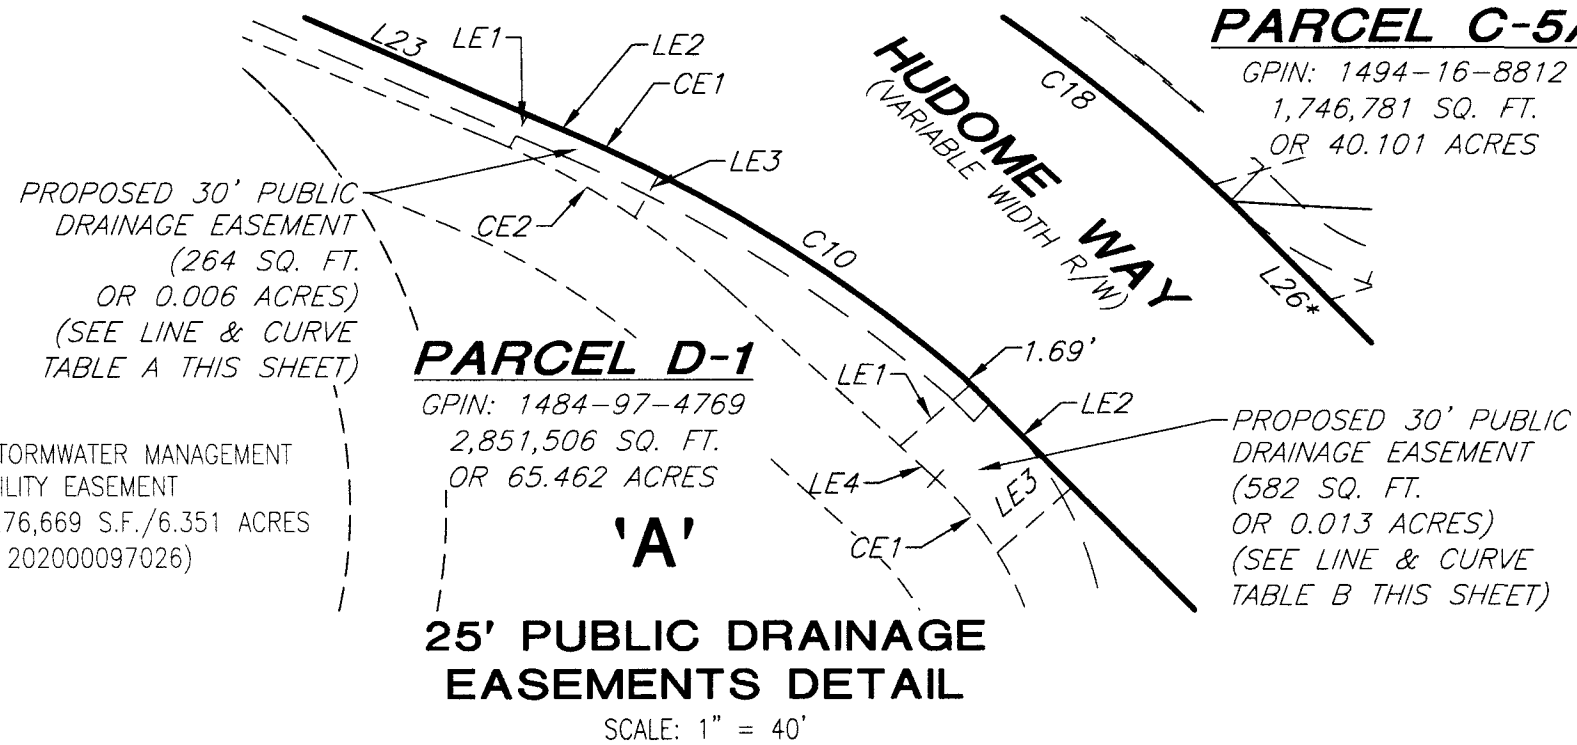 L23
LE1
LE2
CE1
LE3
CE2
C10
HUDOME WAY
(VARIABLE WIDTH R/W)
C18
L26*
PARCEL C-5
GPIN: 1494-16-8812
1,746,781 SQ. FT.
OR 40.101 ACRES
PROPOSED 30' PUBLIC
DRAINAGE EASEMENT
(264 SQ. FT.
OR 0.006 ACRES)
(SEE LINE & CURVE
TABLE A THIS SHEET)
PARCEL D-1
GPIN: 1484-97-4769
2,851,506 SQ. FT.
OR 65.462 ACRES
'A'
TORMWATER MANAGEMENT
ILITY EASEMENT
76,669 S.F./6.351 ACRES
202000097026)
1.69'
LE1
LE2
LE4
LE3
CE1
PROPOSED 30' PUBLIC
DRAINAGE EASEMENT
(582 SQ. FT.
OR 0.013 ACRES)
(SEE LINE & CURVE
TABLE B THIS SHEET)
25' PUBLIC DRAINAGE
EASEMENTS DETAIL
SCALE: 1" = 40'